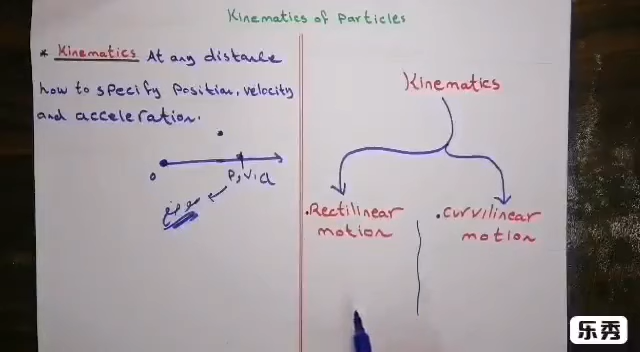 Kinematics of Particles
* Kinematics At any distance
how to specify position, velocity
and acceleration.
o
P, V, a
موضع
Kinematics
.Rectilinear
motion
.curvilinear
motion
乐秀